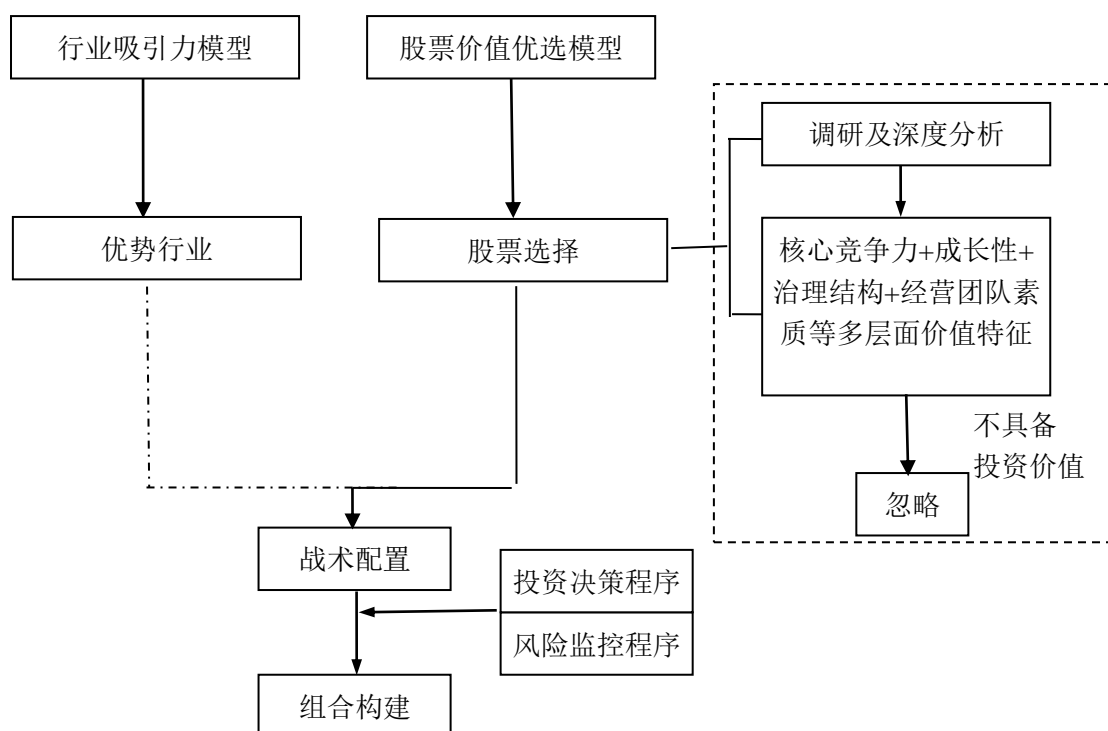 行业吸引力模型
股票价值优选模型
调研及深度分析
优势行业
股票选择
核心竞争力+成长性+
治理结构+经营团队素
质等多层面价值特征
不具备
投资价值
忽略
战术配置
投资决策程序
风险监控程序
组合构建